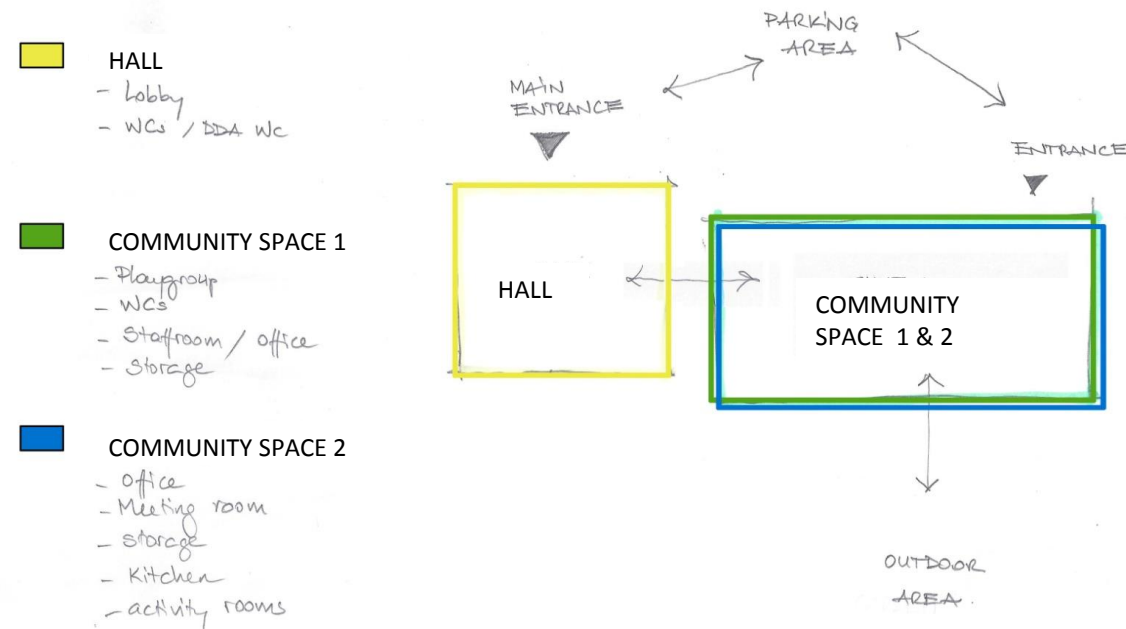 HALL
- Lobby
- WCs / DDA WC
COMMUNITY SPACE 1
- Playgroup
- WCs
- Staffroom / office
- Storage
COMMUNITY SPACE 2
- Office
- Meeting room
- storage
- Kitchen
- activity rooms
PARKING
AREA
MAIN
ENTRANCE
ENTRANCE
HALL
COMMUNITY
SPACE 1 & 2
OUTDOOR
AREA.